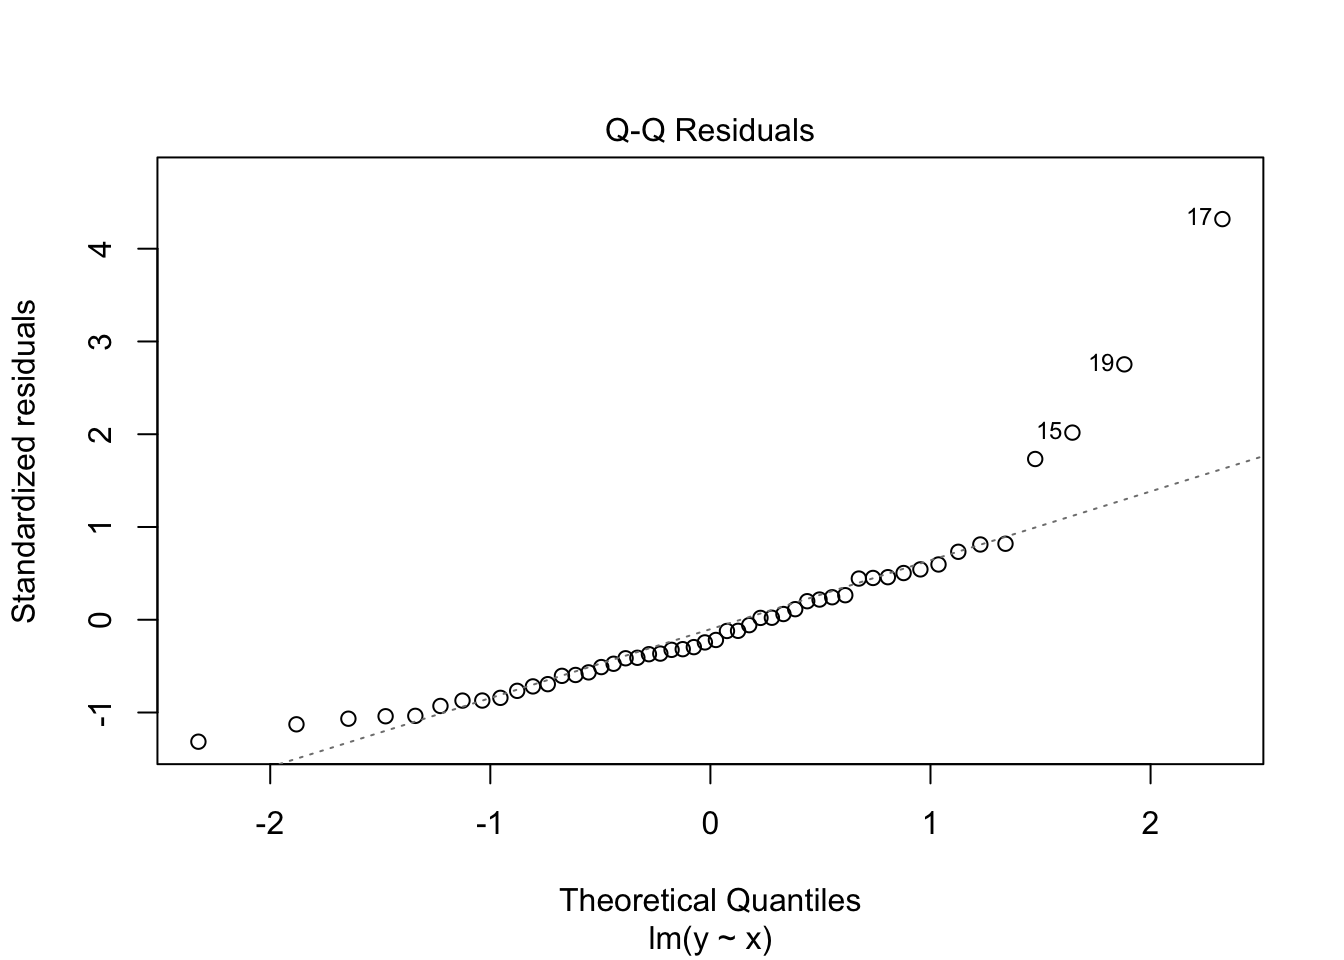 Q-Q Residuals
Standardized residuals
4
3
2
1
0
-1
17
19
15
-2 -1 0 1 2
Theoretical Quantiles
lm(y ~ x)